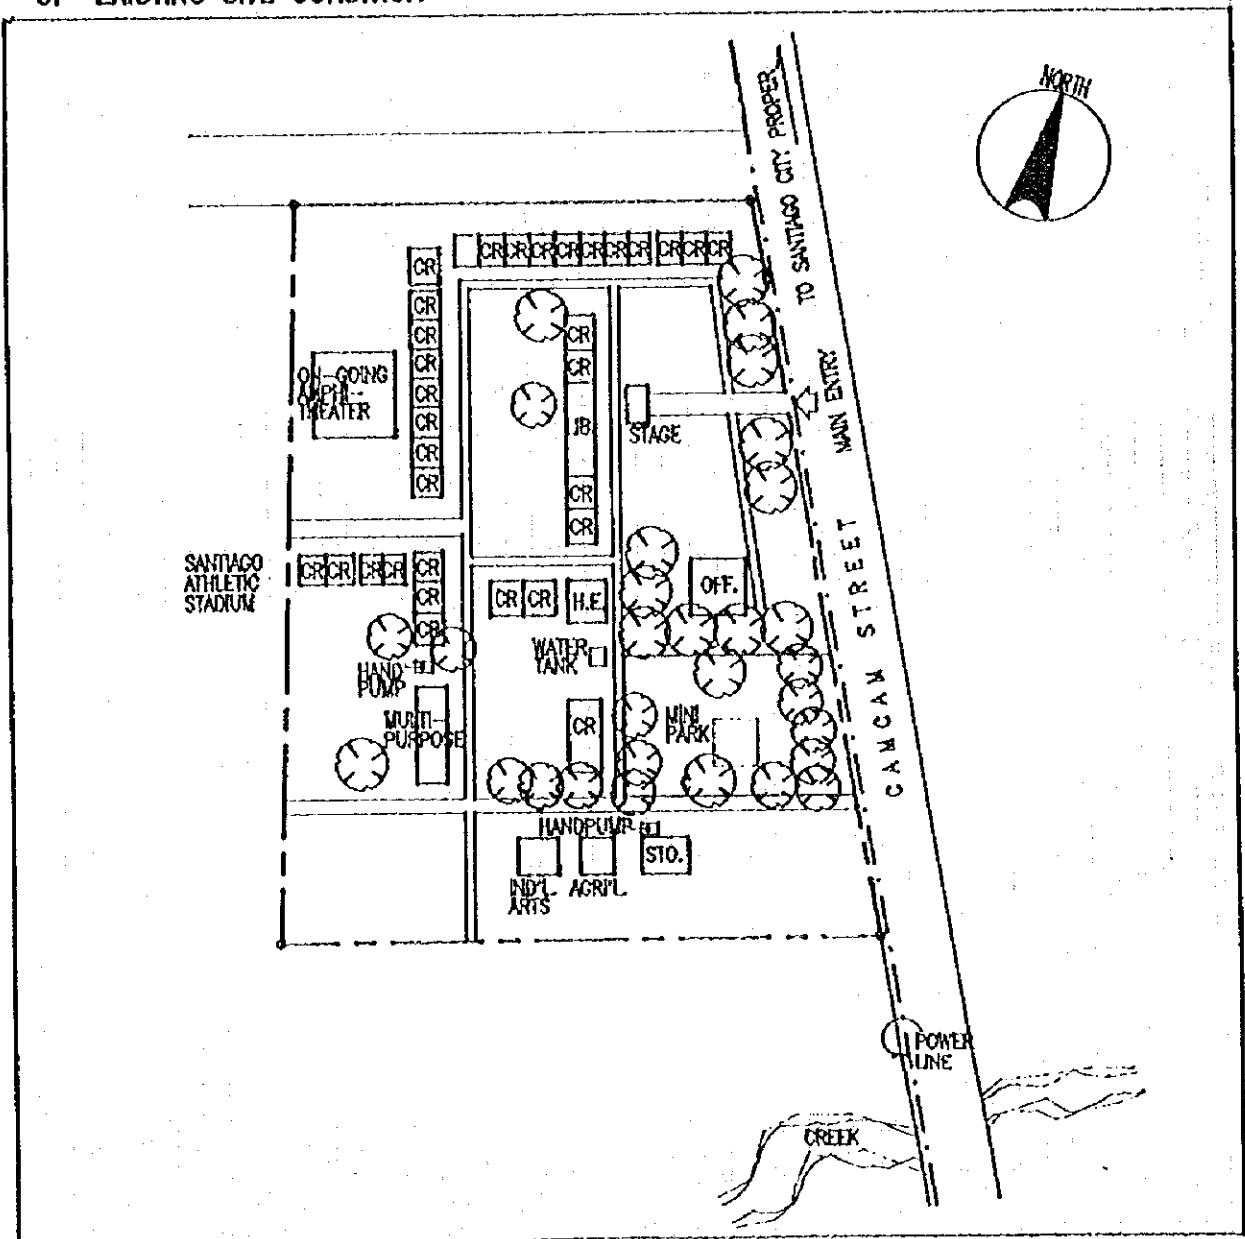 NORTH
TO SANTIAGO CITY PROPER
CR CR CR CR CR CR CR CR CR CR
CR
CR
CR
CR
CR
CR
CR
CR
CR
CR
JB
CR
CR
ON-GOING
AMPHI-
THEATER
STAGE
MAIN ENTRY
CAMCAM STREET
SANTIAGO
ATHLETIC
STADIUM
CR CR CR CR
CR
CR
CR
CR CR H.E.
OFF.
WATER
TANK
HAND-
PUMP
MULTI-
PURPOSE
CR
MINI
PARK
HANDPUMP
STO.
IND'L.
ARTS
AGRI'L.
POWER
LINE
CREEK